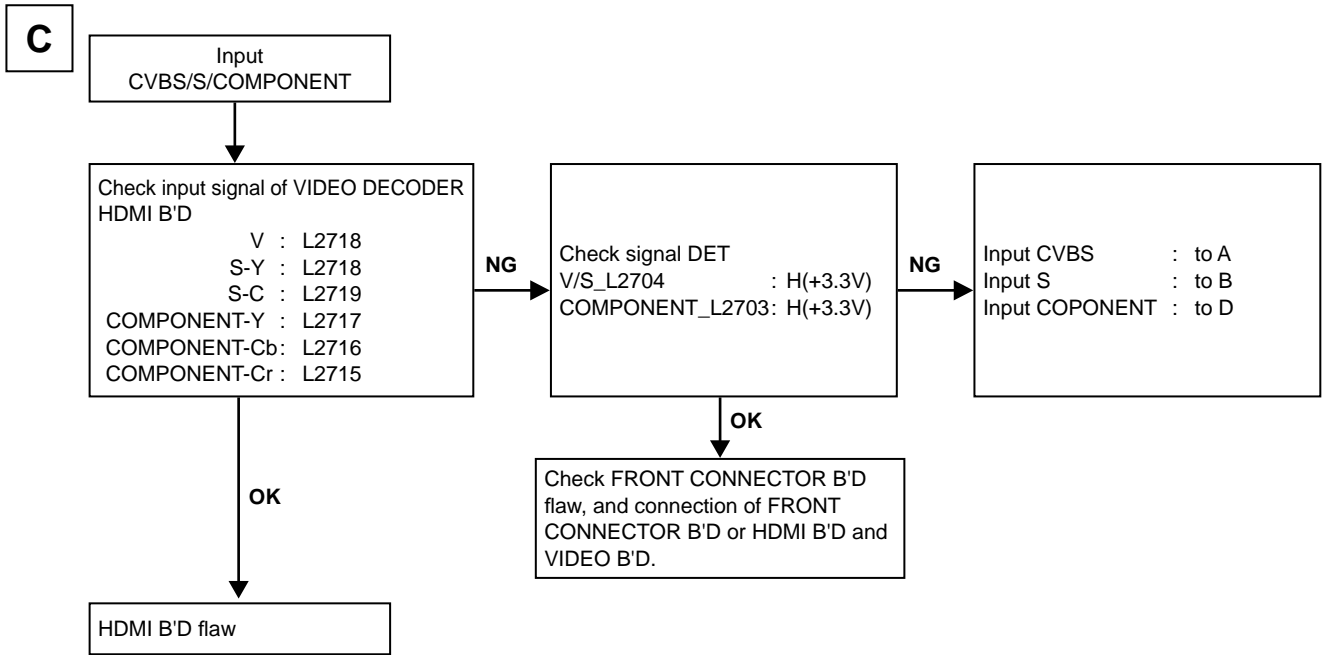 C
Input
CVBS/S/COMPONENT
Check input signal of VIDEO DECODER
HDMI B'D
V : L2718
S-Y : L2718
S-C : L2719
COMPONENT-Y : L2717
COMPONENT-Cb : L2716
COMPONENT-Cr : L2715
NG
Check signal DET
V/S_L2704 : H(+3.3V)
COMPONENT_L2703 : H(+3.3V)
NG
Input CVBS : to A
Input S : to B
Input COPONENT : to D
OK
Check FRONT CONNECTOR B'D
flaw, and connection of FRONT
CONNECTOR B'D or HDMI B'D and
VIDEO B'D.
OK
HDMI B'D flaw